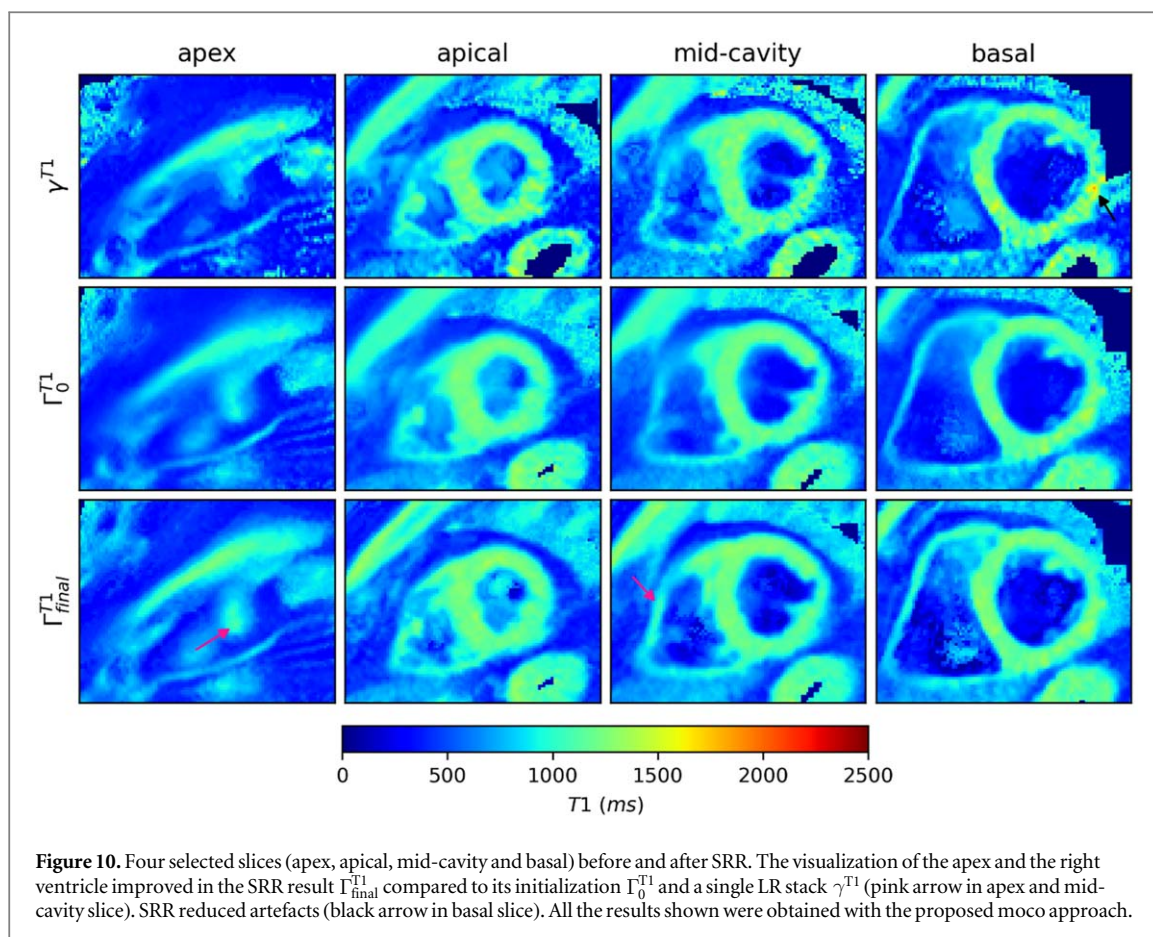 apex apical mid-cavity basal
γ^T1
Γ_0^T1
Γ_final^T1
0 500 1000 1500 2000 2500
T1 (ms)
Figure 10. Four selected slices (apex, apical, mid-cavity and basal) before and after SRR. The visualization of the apex and the right
ventricle improved in the SRR result Γ_final^T1 compared to its initialization Γ_0^T1 and a single LR stack γ^T1 (pink arrow in apex and mid-
cavity slice). SRR reduced artefacts (black arrow in basal slice). All the results shown were obtained with the proposed moco approach.